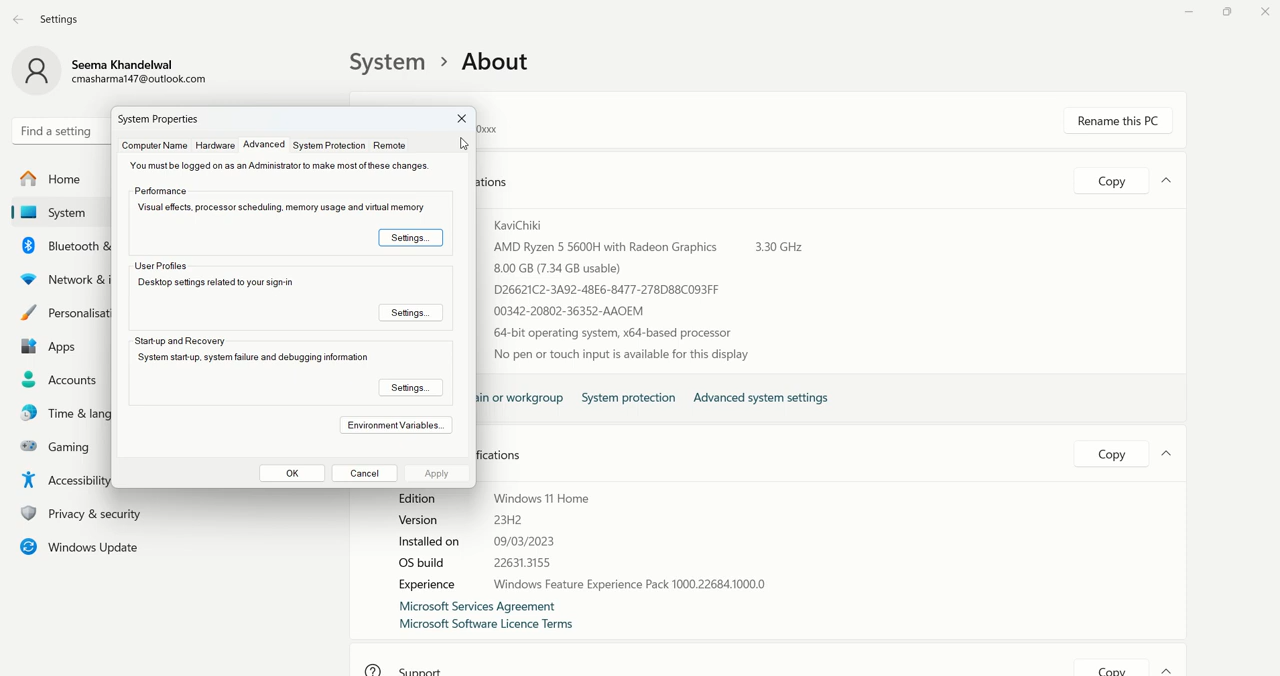 Settings
Seema Khandelwal
cmasharma147@outlook.com
Find a setting
Home
System
Bluetooth &
Network &
Personalisati
Apps
Accounts
Time & lang
Gaming
Accessibility
Privacy & security
Windows Update
System Properties
Computer Name Hardware Advanced System Protection Remote
You must be logged on as an Administrator to make most of these changes.
Performance
Visual effects, processor scheduling, memory usage and virtual memory
Settings...
User Profiles
Desktop settings related to your sign-in
Settings...
Start-up and Recovery
System start-up, system failure and debugging information
Settings...
Environment Variables...
OK Cancel Apply
System > About
0xxx
Rename this PC
ations
Copy
KaviChiki
AMD Ryzen 5 5600H with Radeon Graphics 3.30 GHz
8.00 GB (7.34 GB usable)
D26621C2-3A92-48E6-8477-278D88C093FF
00342-20802-36352-AAOEM
64-bit operating system, x64-based processor
No pen or touch input is available for this display
ain or workgroup System protection Advanced system settings
fications
Copy
Edition Windows 11 Home
Version 23H2
Installed on 09/03/2023
OS build 22631.3155
Experience Windows Feature Experience Pack 1000.22684.1000.0
Microsoft Services Agreement
Microsoft Software Licence Terms
Support
Copy